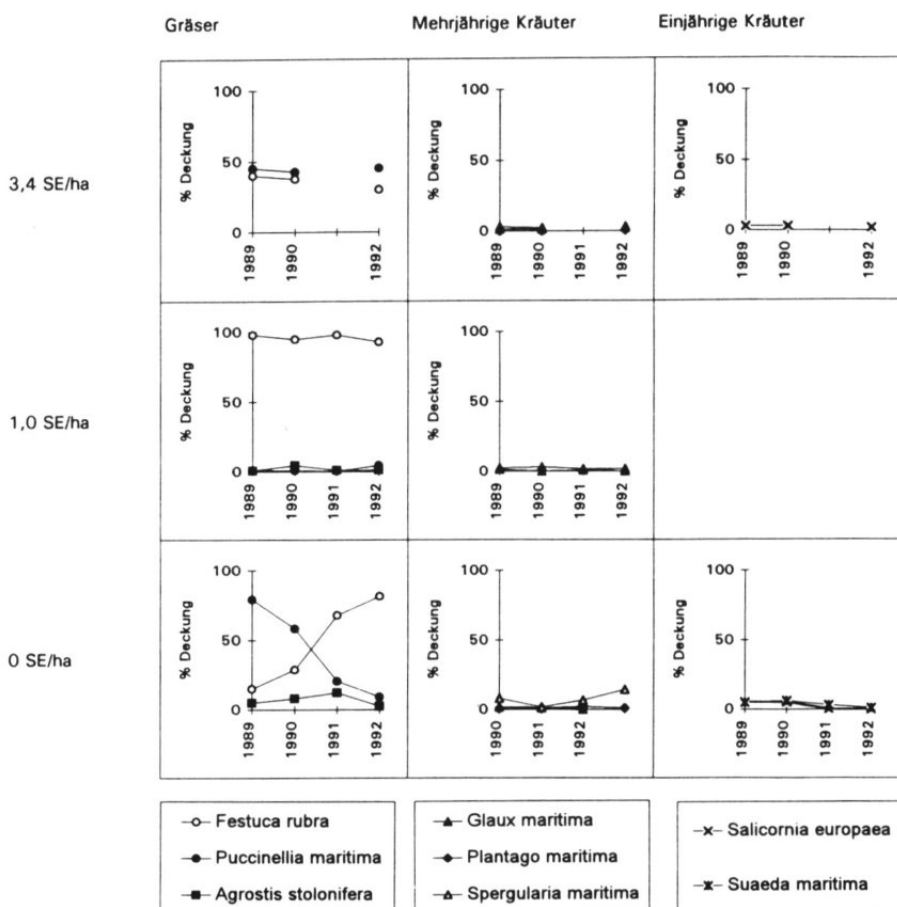 Gräser Mehrjährige Kräuter Einjährige Kräuter
3,4 SE/ha
% Deckung
100
50
0
1989
1990
1992
% Deckung
100
50
0
1989
1990
1992
% Deckung
100
50
0
1989
1990
1992
1,0 SE/ha
% Deckung
100
50
0
1989
1990
1991
1992
% Deckung
100
50
0
1989
1990
1991
1992
0 SE/ha
% Deckung
100
50
0
1989
1990
1991
1992
% Deckung
100
50
0
1990
1991
1992
% Deckung
100
50
0
1989
1990
1991
1992
Festuca rubra
Puccinellia maritima
Agrostis stolonifera
Glaux maritima
Plantago maritima
Spergularia maritima
Salicornia europaea
Suaeda maritima